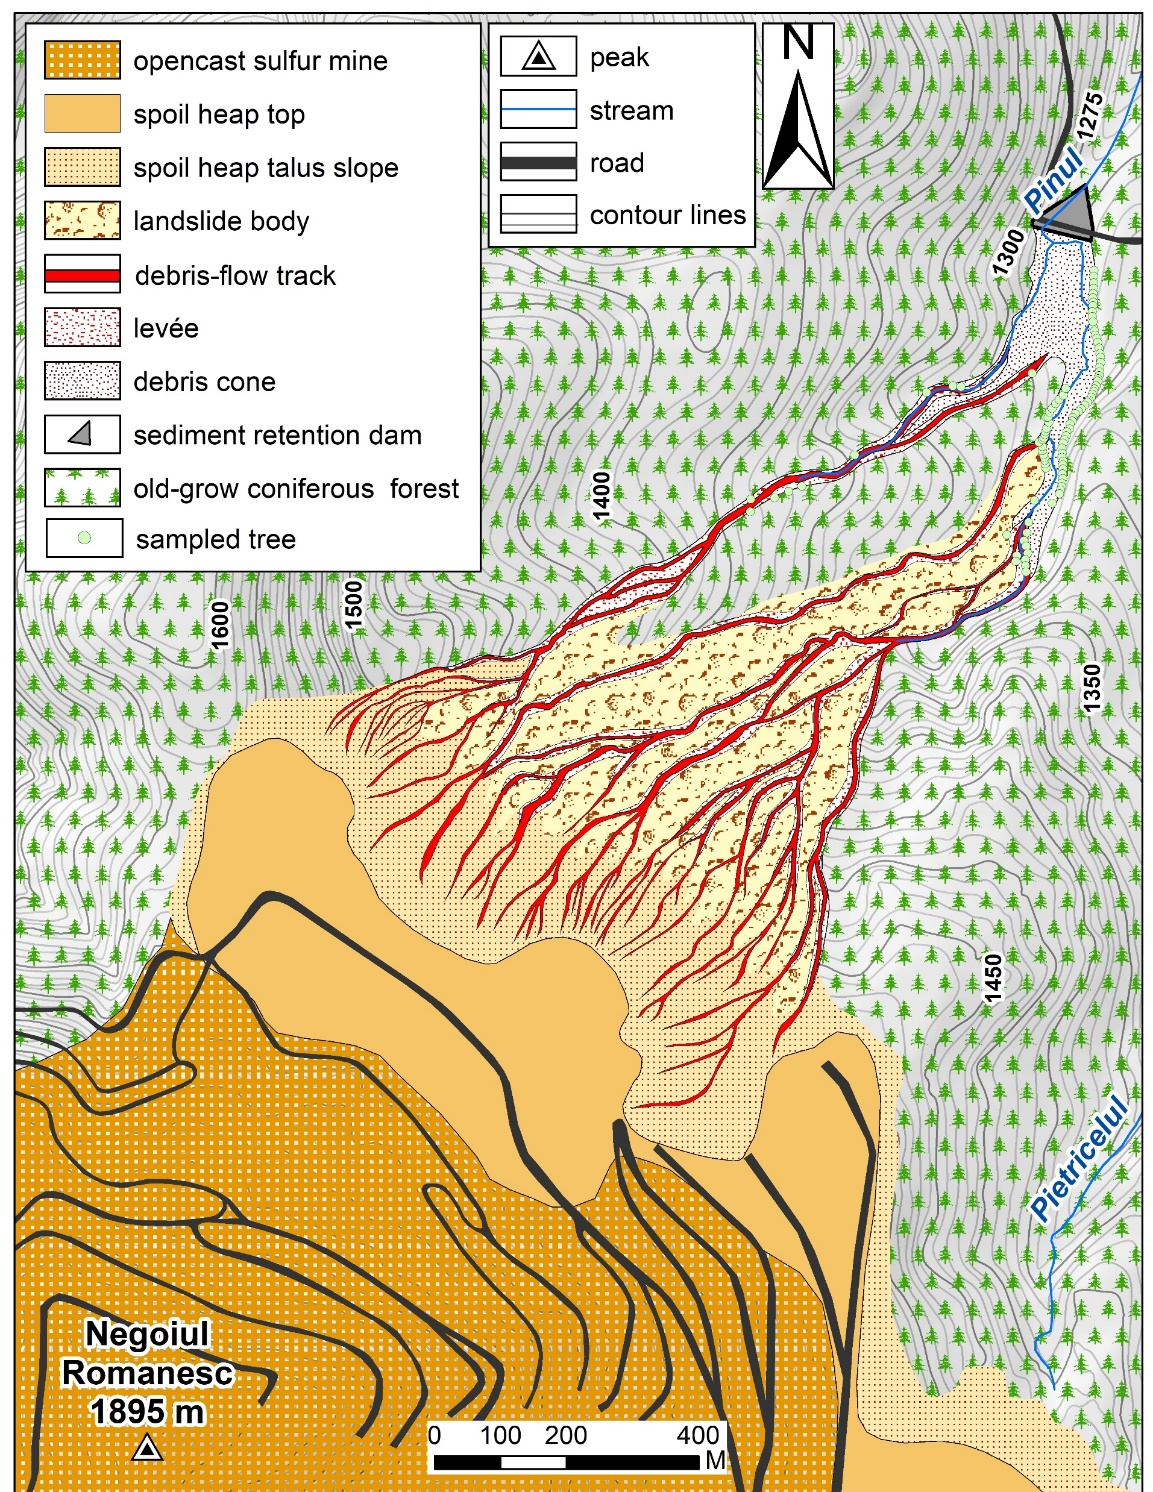 opencast sulfur mine
spoil heap top
spoil heap talus slope
landslide body
debris-flow track
levée
debris cone
sediment retention dam
old-grow coniferous forest
sampled tree
peak
stream
road
contour lines
N
1275
Pinul
1300
1400
1500
1600
1350
1450
Pietricelul
Negoiul
Romanesc
1895 m
0 100 200 400
M